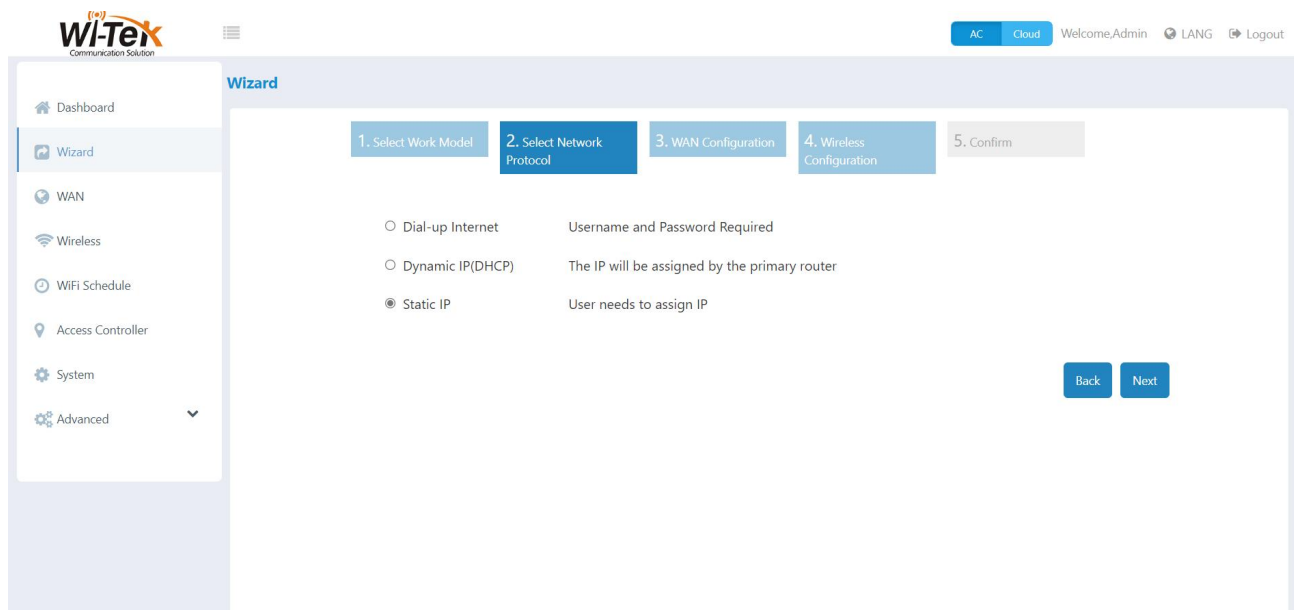 WI-TeK
Communication Solution
AC Cloud Welcome,Admin LANG Logout
Wizard
Dashboard
Wizard
WAN
Wireless
WiFi Schedule
Access Controller
System
Advanced
1. Select Work Model
2. Select Network
Protocol
3. WAN Configuration
4. Wireless
Configuration
5. Confirm
Dial-up Internet Username and Password Required
Dynamic IP(DHCP) The IP will be assigned by the primary router
Static IP User needs to assign IP
Back Next